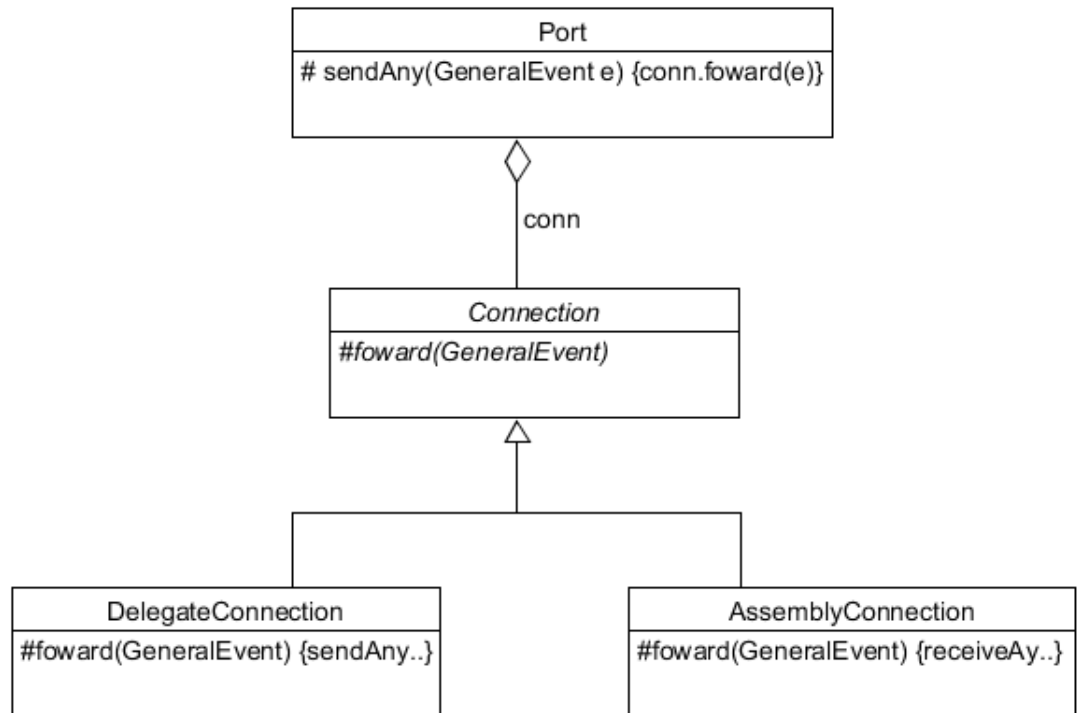 Port
# sendAny(GeneralEvent e) {conn.foward(e)}
conn
Connection
#foward(GeneralEvent)
DelegateConnection
#foward(GeneralEvent) {sendAny..}
AssemblyConnection
#foward(GeneralEvent) {receiveAy..}